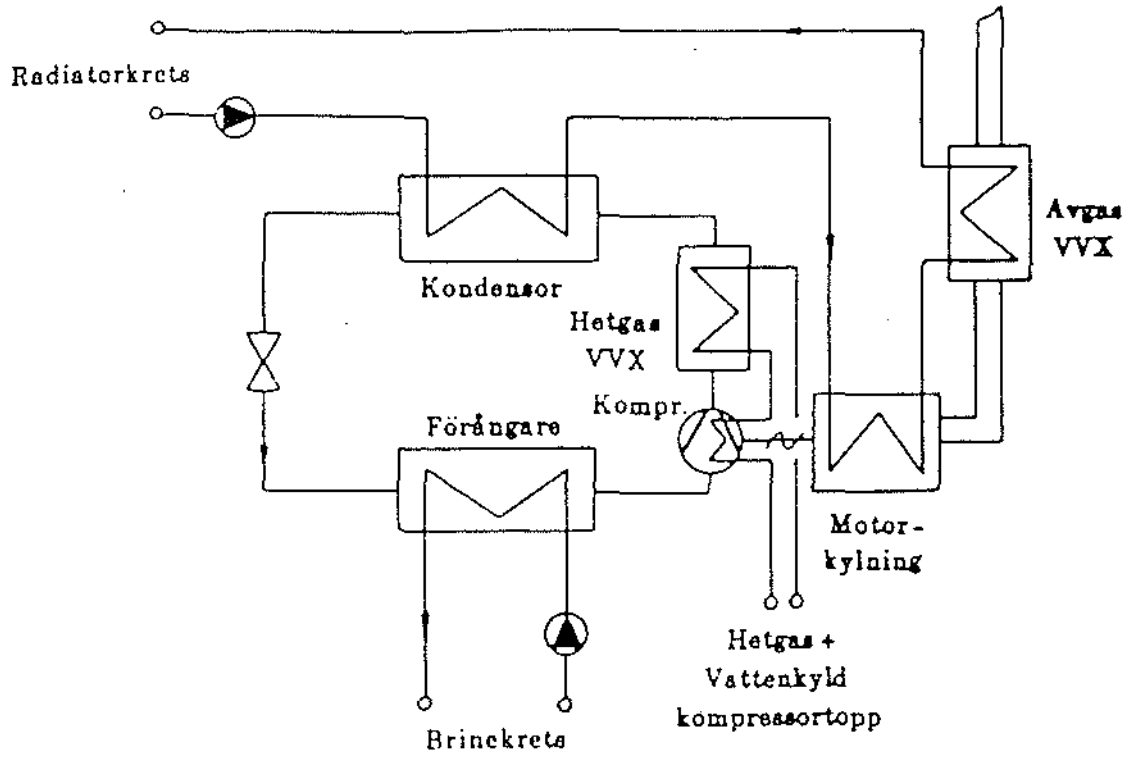 Radiatorkrets
Avgas
VVX
Kondensor
Hetgas
VVX
Kompr.
Förångare
Motor-
kylning
Hetgas +
Vattenkyld
kompressortopp
Brinekrets